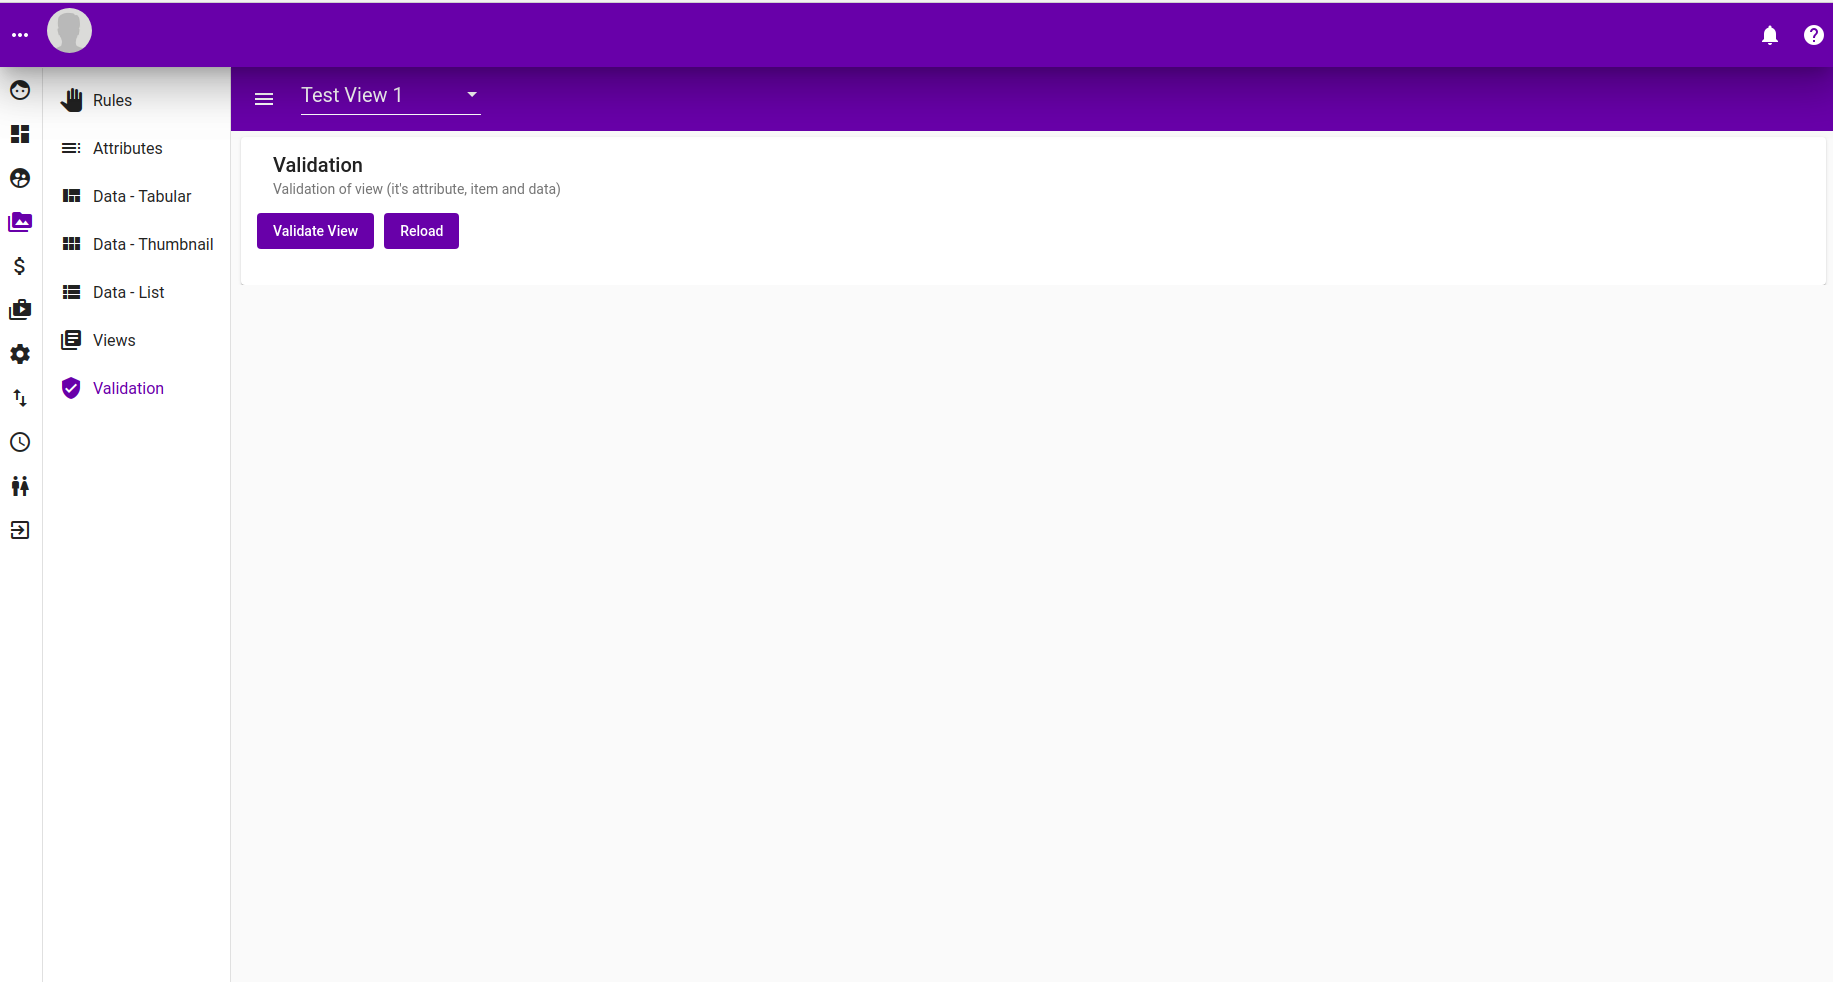 Test View 1
Rules
Attributes
Data - Tabular
Data - Thumbnail
Data - List
Views
Validation
Validation
Validation of view (it's attribute, item and data)
Validate View
Reload